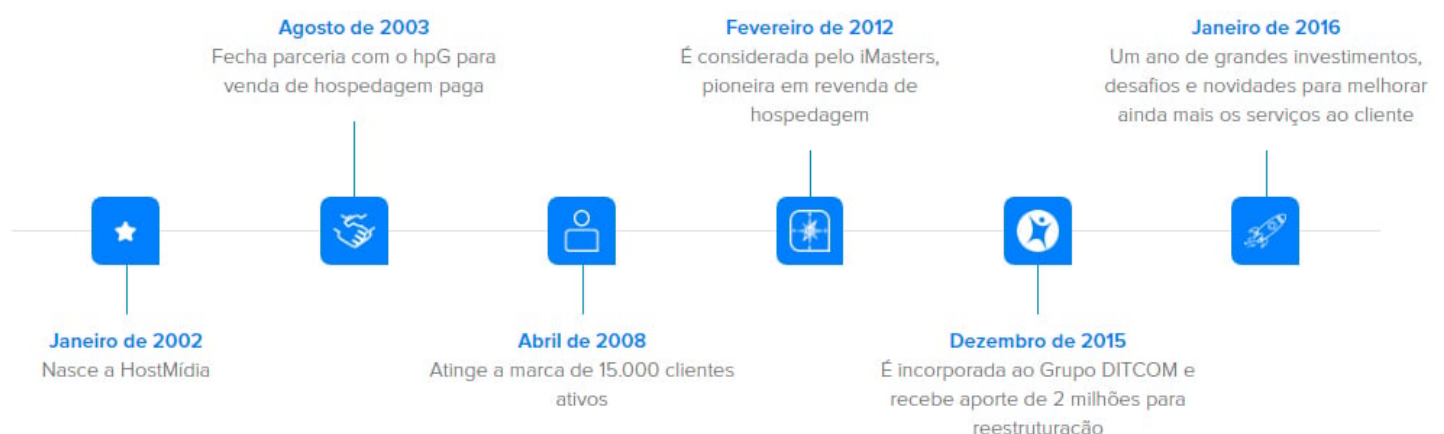 Agosto de 2003
Fecha parceria com o hpG para
venda de hospedagem paga
Fevereiro de 2012
É considerada pelo iMasters,
pioneira em revenda de
hospedagem
Janeiro de 2016
Um ano de grandes investimentos,
desafios e novidades para melhorar
ainda mais os serviços ao cliente
Janeiro de 2002
Nasce a HostMídia
Abril de 2008
Atinge a marca de 15.000 clientes
ativos
Dezembro de 2015
É incorporada ao Grupo DITCOM e
recebe aporte de 2 milhões para
reestruturação